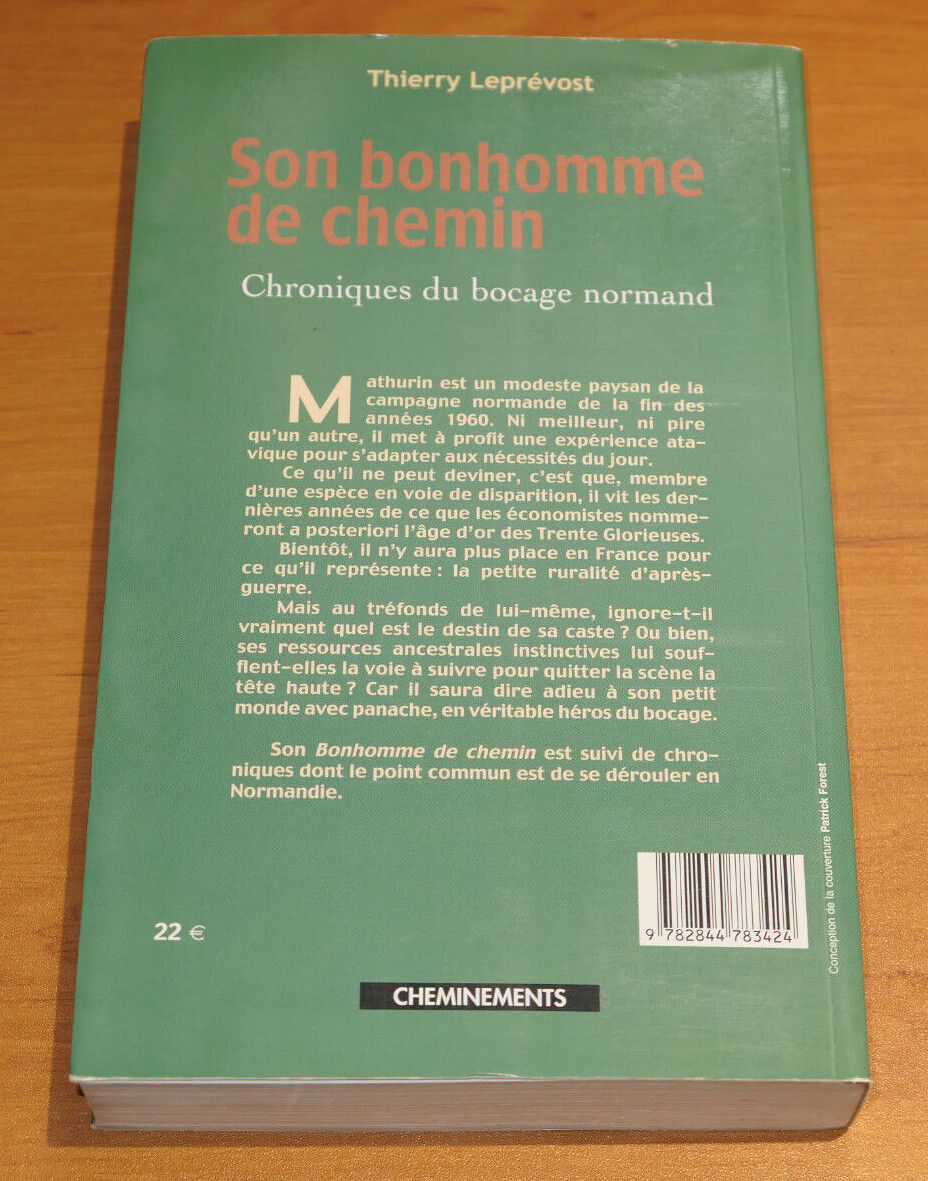 Thierry Leprévost
Son bonhomme
de chemin
Chroniques du bocage normand
Mathurin est un modeste paysan de la
campagne normande de la fin des
années 1960. Ni meilleur, ni pire
qu'un autre, il met à profit une expérience ata-
vique pour s'adapter aux nécessités du jour.
Ce qu'il ne peut deviner, c'est que, membre
d'une espèce en voie de disparition, il vit les der-
nières années de ce que les économistes nomme-
ront a posteriori l'âge d'or des Trente Glorieuses.
Bientôt, il n'y aura plus place en France pour
ce qu'il représente : la petite ruralité d'après-
guerre.
Mais au tréfonds de lui-même, ignore-t-il
vraiment quel est le destin de sa caste ? Ou bien,
ses ressources ancestrales instinctives lui souf-
flent-elles la voie à suivre pour quitter la scène la
tête haute ? Car il saura dire adieu à son petit
monde avec panache, en véritable héros du bocage.
Son Bonhomme de chemin est suivi de chro-
niques dont le point commun est de se dérouler en
Normandie.
Conception de la couverture Patrick Forest
22 €
9 782844 783424
CHEMINEMENTS